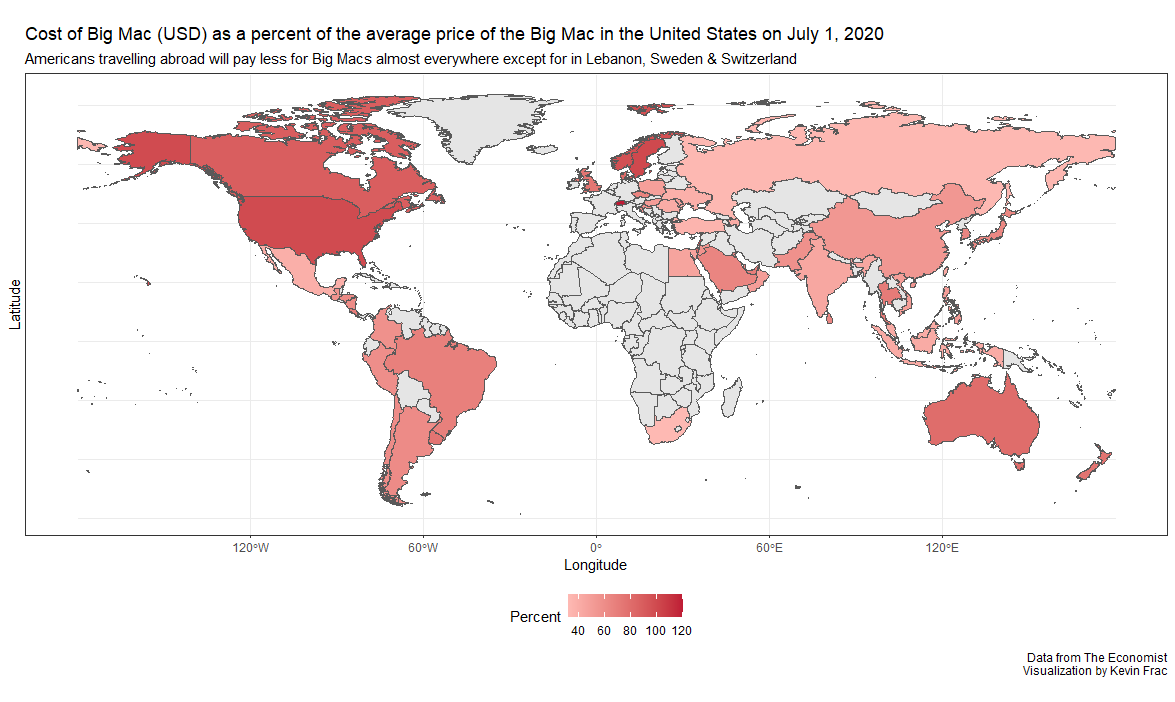 Cost of Big Mac (USD) as a percent of the average price of the Big Mac in the United States on July 1, 2020
Americans travelling abroad will pay less for Big Macs almost everywhere except for in Lebanon, Sweden & Switzerland
Latitude
120°W 60°W 0° 60°E 120°E
Longitude
Percent
40 60 80 100 120
Data from The Economist
Visualization by Kevin Frac